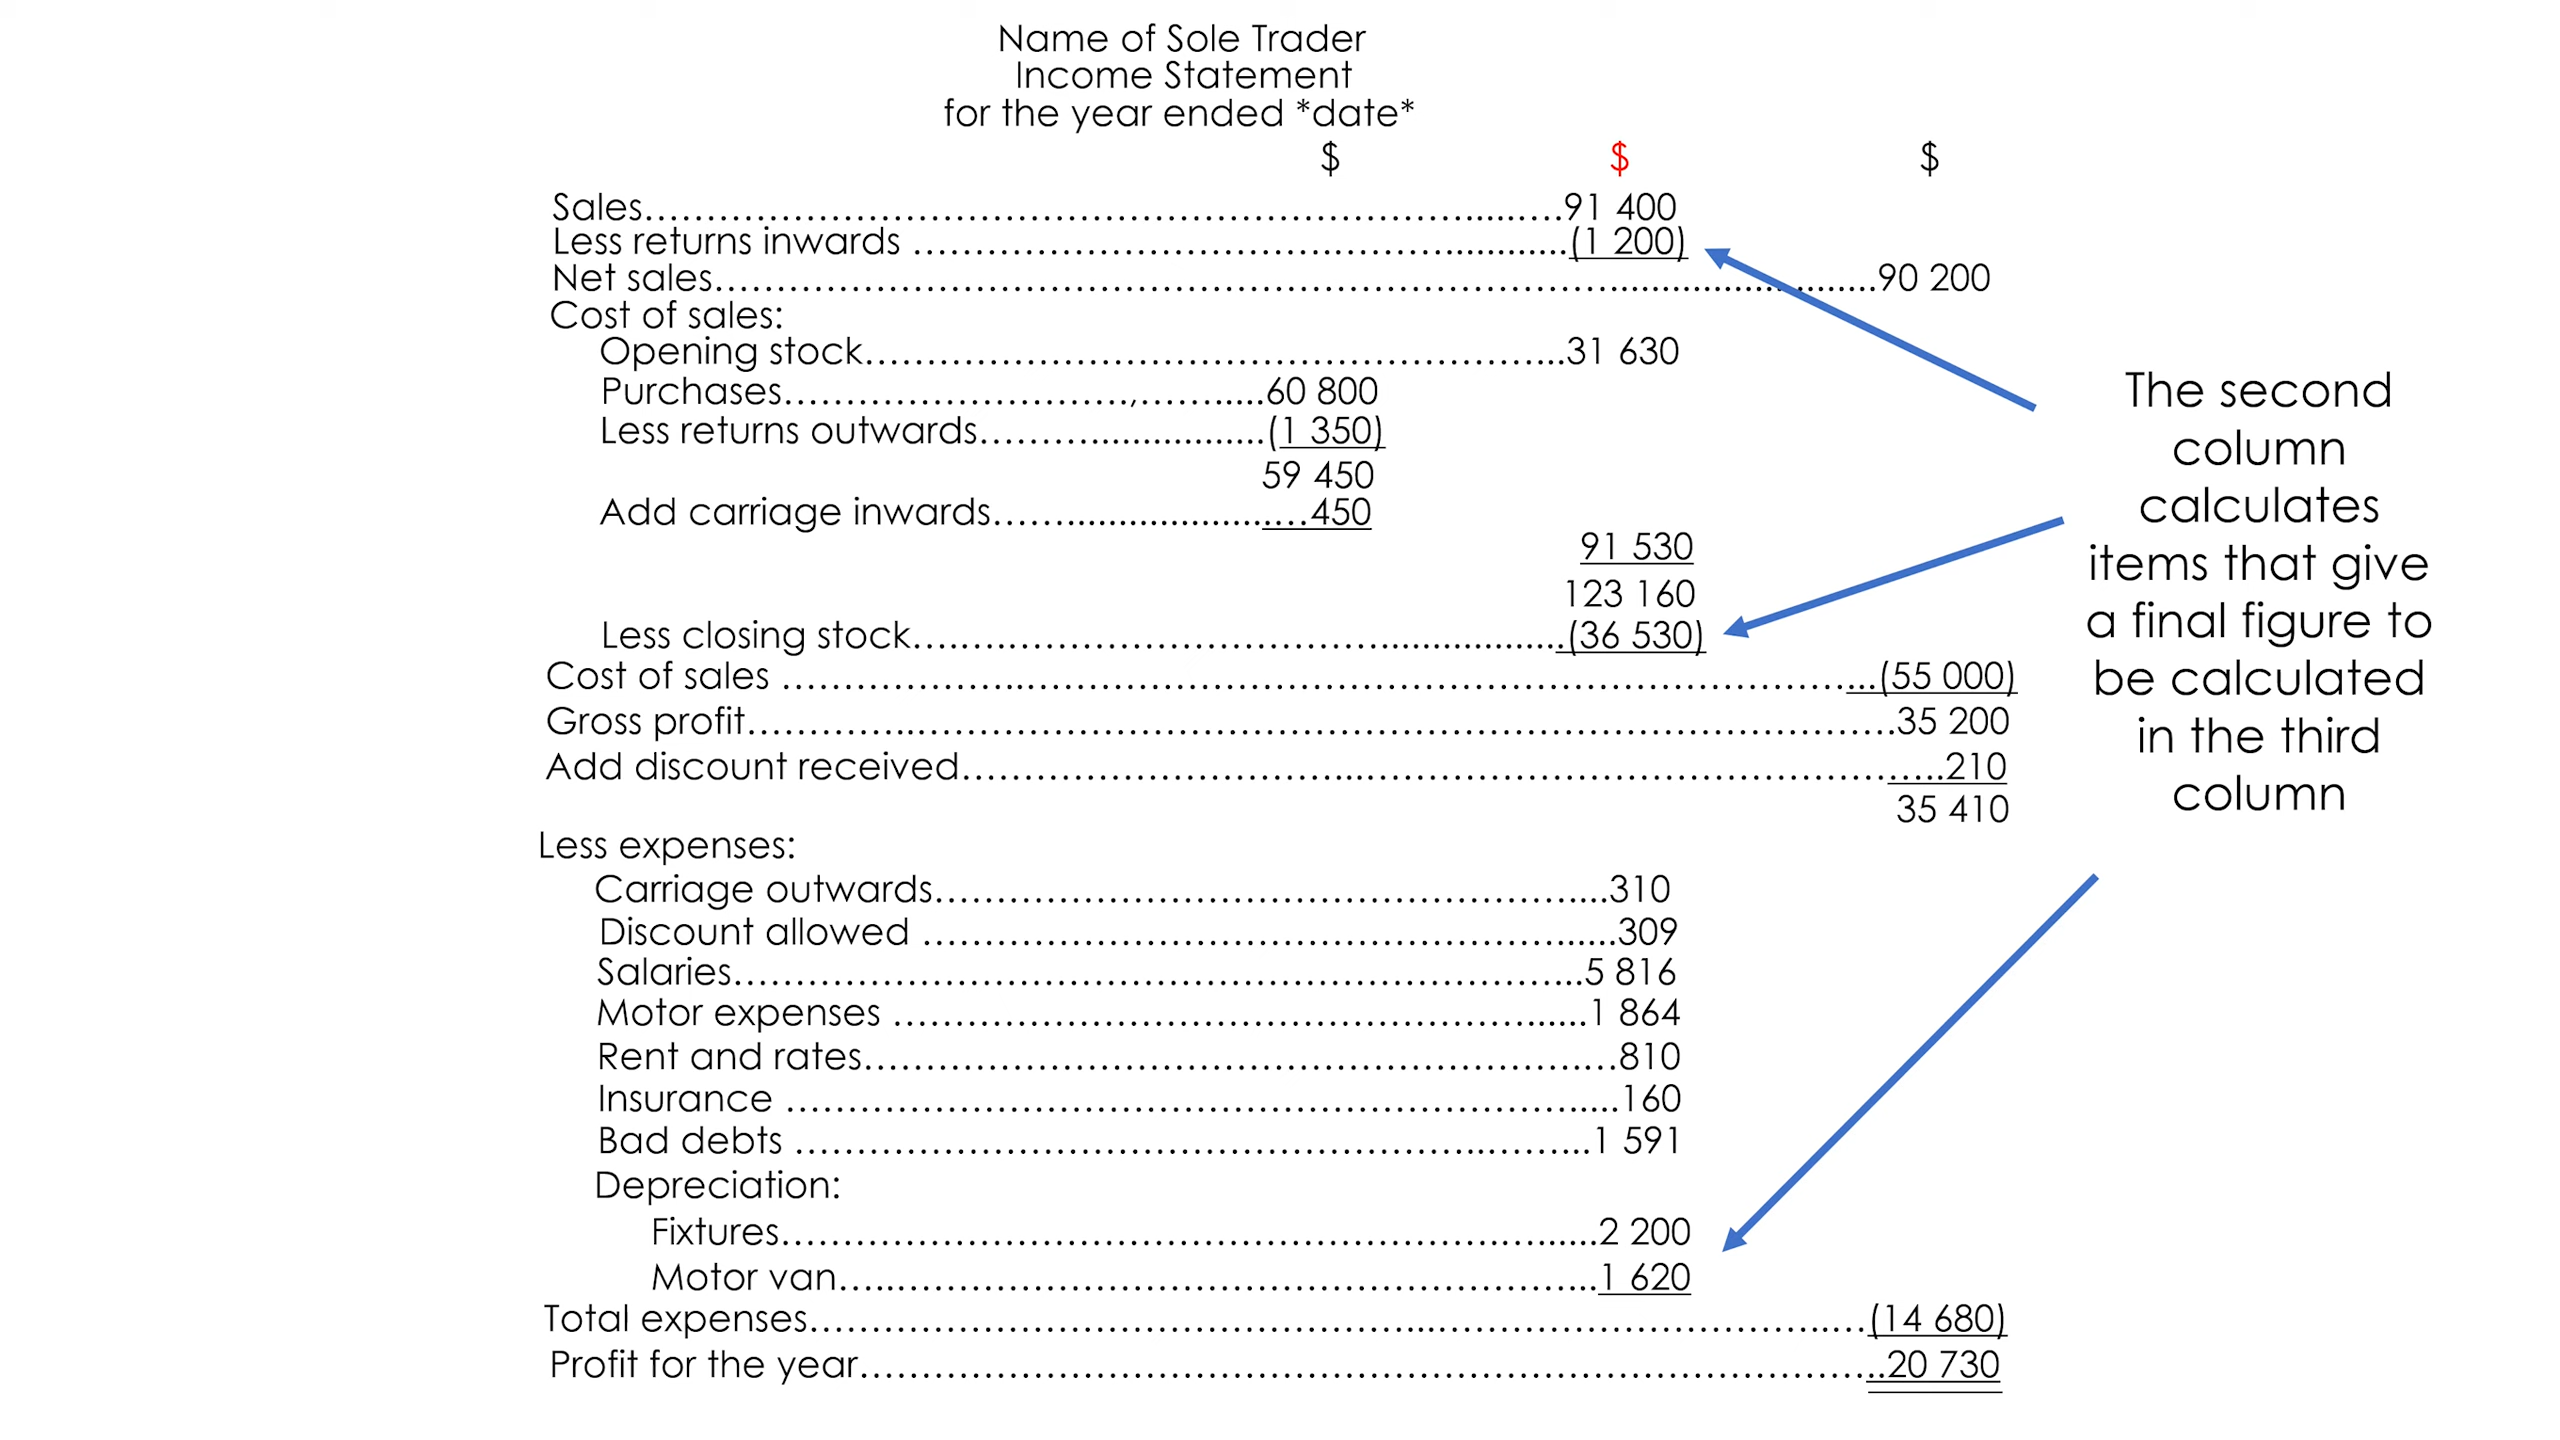 Name of Sole Trader
Income Statement
for the year ended *date*
$ $ $
Sales……………………………………………………………………......….91 400
Less returns inwards ……………………………………………...........(1 200)
Net sales……………………………………………………………………………...........................90 200
Cost of sales:
Opening stock…………………………………………………………...31 630
Purchases……………………………,………......60 800
Less returns outwards………..................(1 350)
59 450
Add carriage inwards……........................…450
91 530
123 160
Less closing stock………………………………………..................(36 530)
Cost of sales …………………...………………………………………………………………………...(55 000)
Gross profit……………...……………………………………………………………………………………35 200
Add discount received………………………………...………………………………………….......210
35 410
Less expenses:
Carriage outwards………………………………………………………....310
Discount allowed ……………………………………………………......309
Salaries………………………………………………………………………...5 816
Motor expenses ……………………………………………………......1 864
Rent and rates……………………………………………………………….810
Insurance …………………………………………………………………......160
Bad debts ………………………………………………………...……...1 591
Depreciation:
Fixtures……………………………………………………………...…......2 200
Motor van…...………………………………………………………………...1 620
Total expenses……………………………………………………...………………………………...…(14 680)
Profit for the year………………………………………………………………………………………...20 730
The second
column
calculates
items that give
a final figure to
be calculated
in the third
column